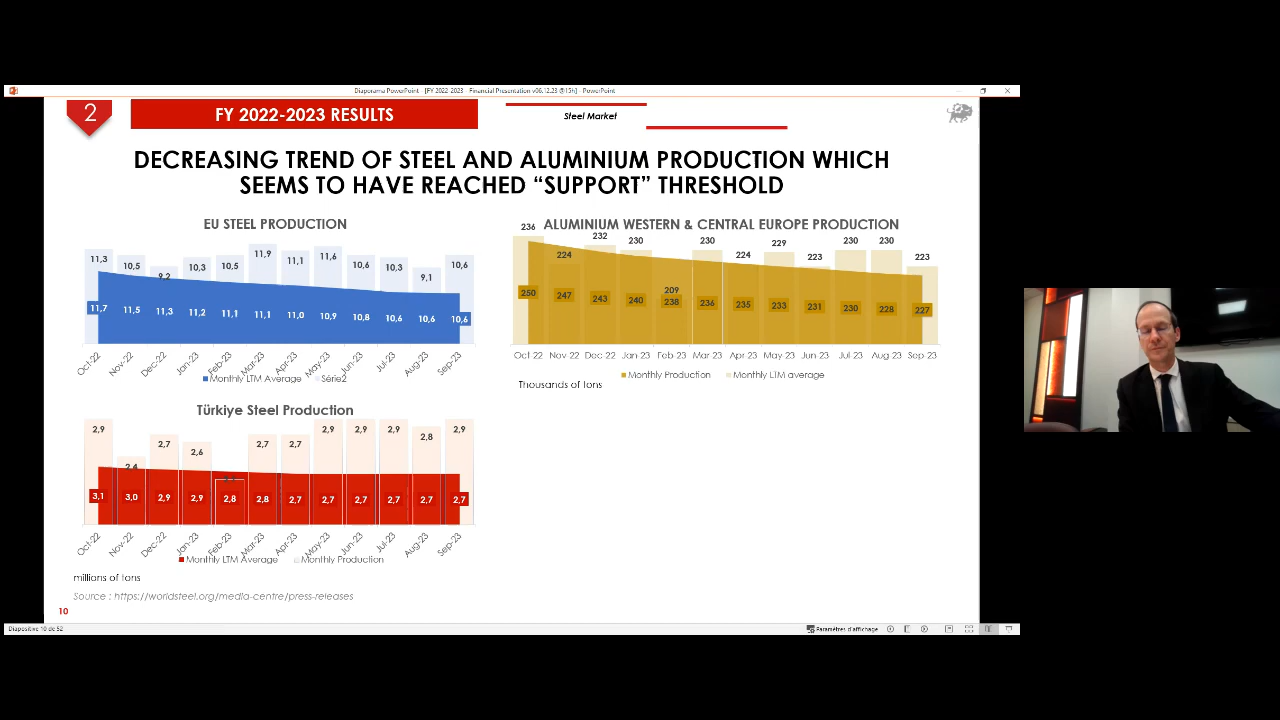 Diaporama PowerPoint - [FY 2022-2023 - Financial Presentation v06.12.23 @15h] - PowerPoint
2
FY 2022-2023 RESULTS
Steel Market
DECREASING TREND OF STEEL AND ALUMINIUM PRODUCTION WHICH
SEEMS TO HAVE REACHED “SUPPORT” THRESHOLD
EU STEEL PRODUCTION
11,3 10,5 9,2 10,3 10,5 11,9 11,1 11,6 10,6 10,3 9,1 10,6
11,7 11,5 11,3 11,2 11,1 11,1 11,0 10,9 10,8 10,6 10,6 10,6
Oct-22 Nov-22 Dec-22 Jan-23 Feb-23 Mar-23 Apr-23 May-23 Jun-23 Jul-23 Aug-23 Sep-23
Monthly LTM Average Série2
ALUMINIUM WESTERN & CENTRAL EUROPE PRODUCTION
236 224 232 230 209 230 224 229 223 230 230 223
250 247 243 240 238 236 235 233 231 230 228 227
Oct 22 Nov 22 Dec 22 Jan 23 Feb 23 Mar 23 Apr 23 May 23 Jun 23 Jul 23 Aug 23 Sep 23
Monthly Production Monthly LTM average
Thousands of tons
Türkiye Steel Production
2,9 2,4 2,7 2,6 2,7 2,7 2,9 2,9 2,9 2,8 2,9
3,1 3,0 2,9 2,9 2,8 2,8 2,7 2,7 2,7 2,7 2,7 2,7
Oct-22 Nov-22 Dec-22 Jan-23 Feb-23 Mar-23 Apr-23 May-23 Jun-23 Jul-23 Aug-23 Sep-23
Monthly LTM Average Monthly Production
millions of tons
Source : https://worldsteel.org/media-centre/press-releases
10
Diapositive 10 de 52
Paramètres d'affichage